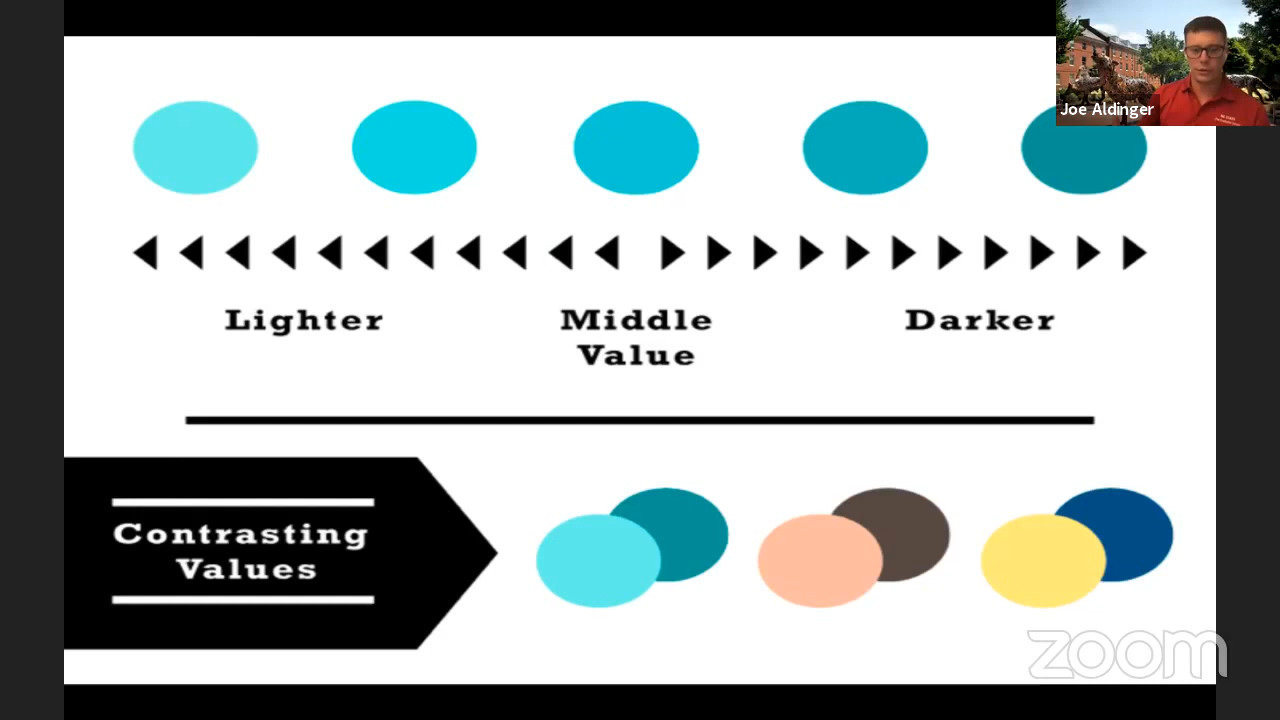 Joe Aldinger
Lighter
Middle
Value
Darker
Contrasting
Values
zoom